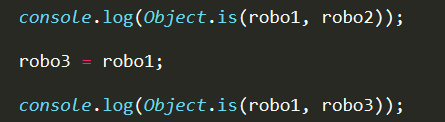 console.log(Object.is(robo1, robo2));
robo3 = robo1;
console.log(Object.is(robo1, robo3));